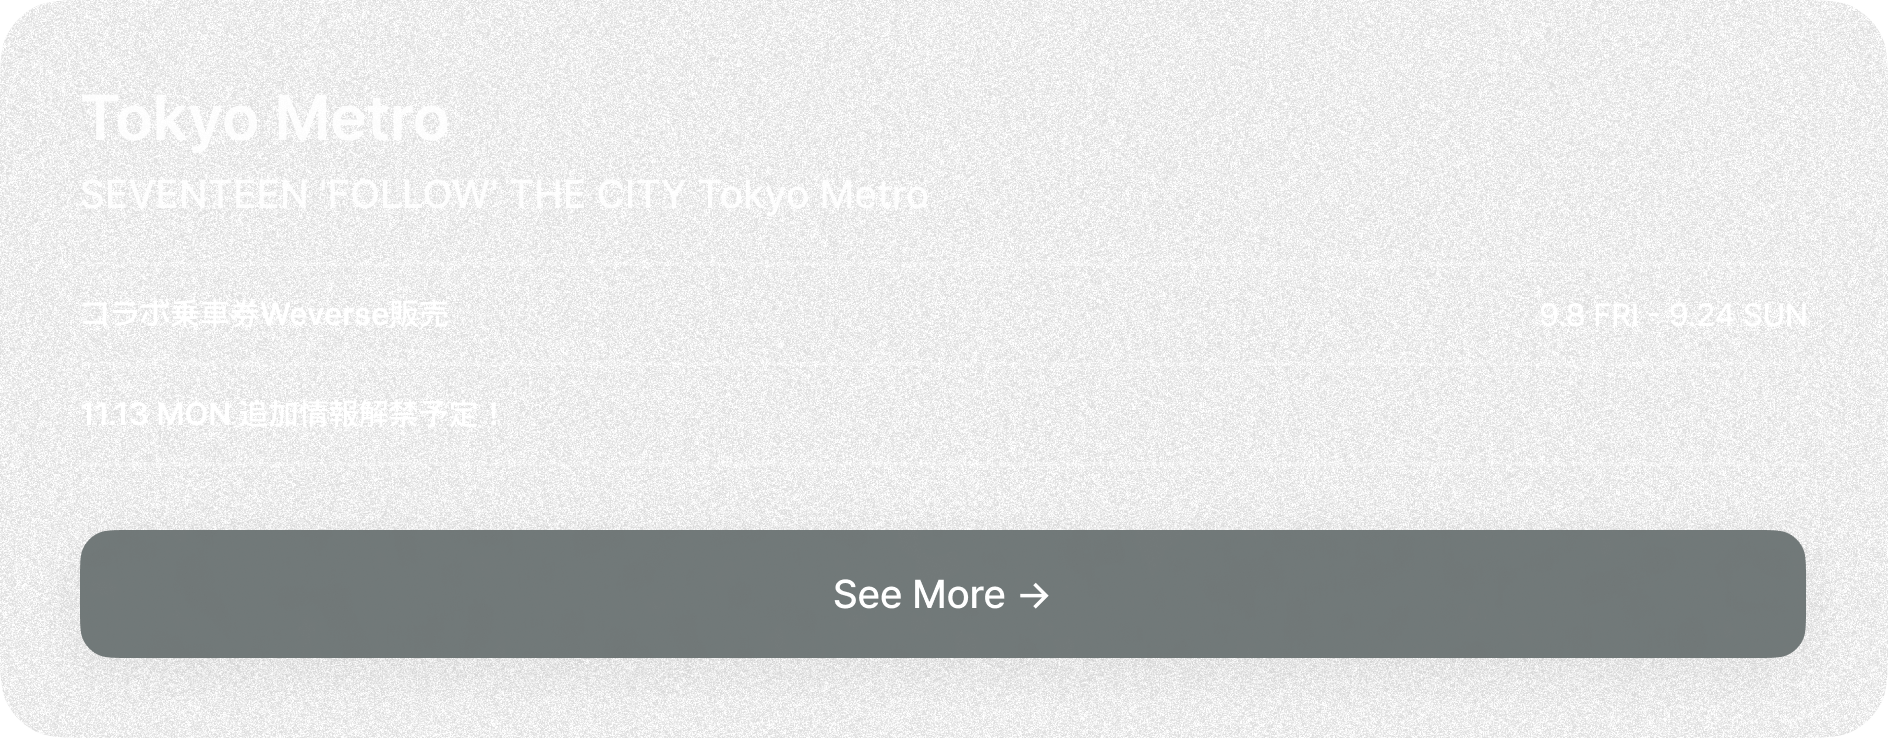 Tokyo Metro
SEVENTEEN 'FOLLOW' THE CITY Tokyo Metro
コラボ乗車券Weverse販売 9.8 FRI - 9.24 SUN
11.13 MON 追加情報解禁予定！
See More →